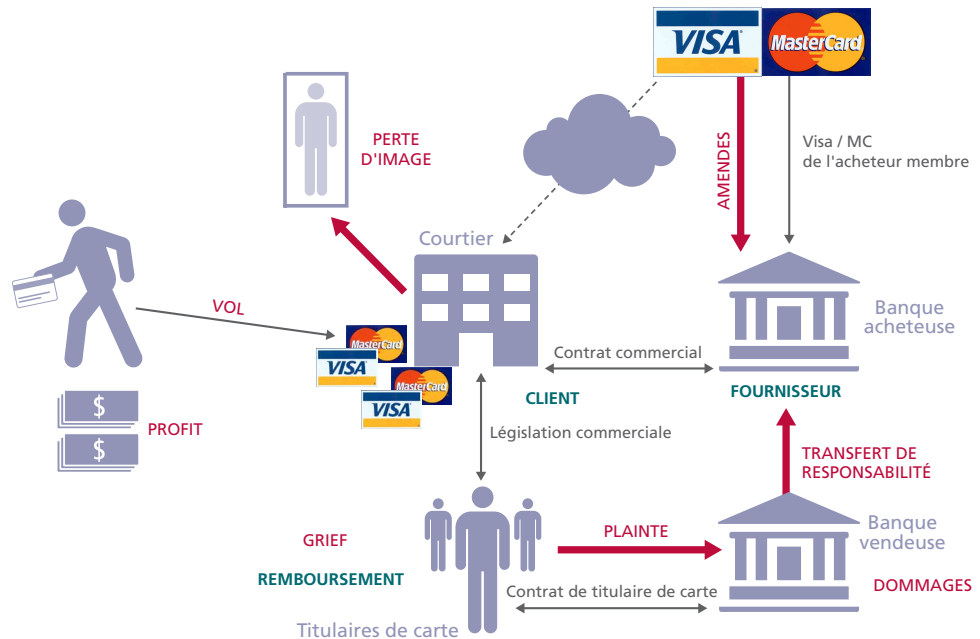 VISA
MasterCard
PERTE
D'IMAGE
AMENDES
Visa / MC
de l'acheteur membre
Courtier
VOL
Banque
acheteuse
MasterCard
VISA
MasterCard
VISA
Contrat commercial
CLIENT
FOURNISSEUR
$
$
PROFIT
Législation commerciale
TRANSFERT DE
RESPONSABILITÉ
GRIEF
PLAINTE
Banque
vendeuse
REMBOURSEMENT
Contrat de titulaire de carte
DOMMAGES
Titulaires de carte